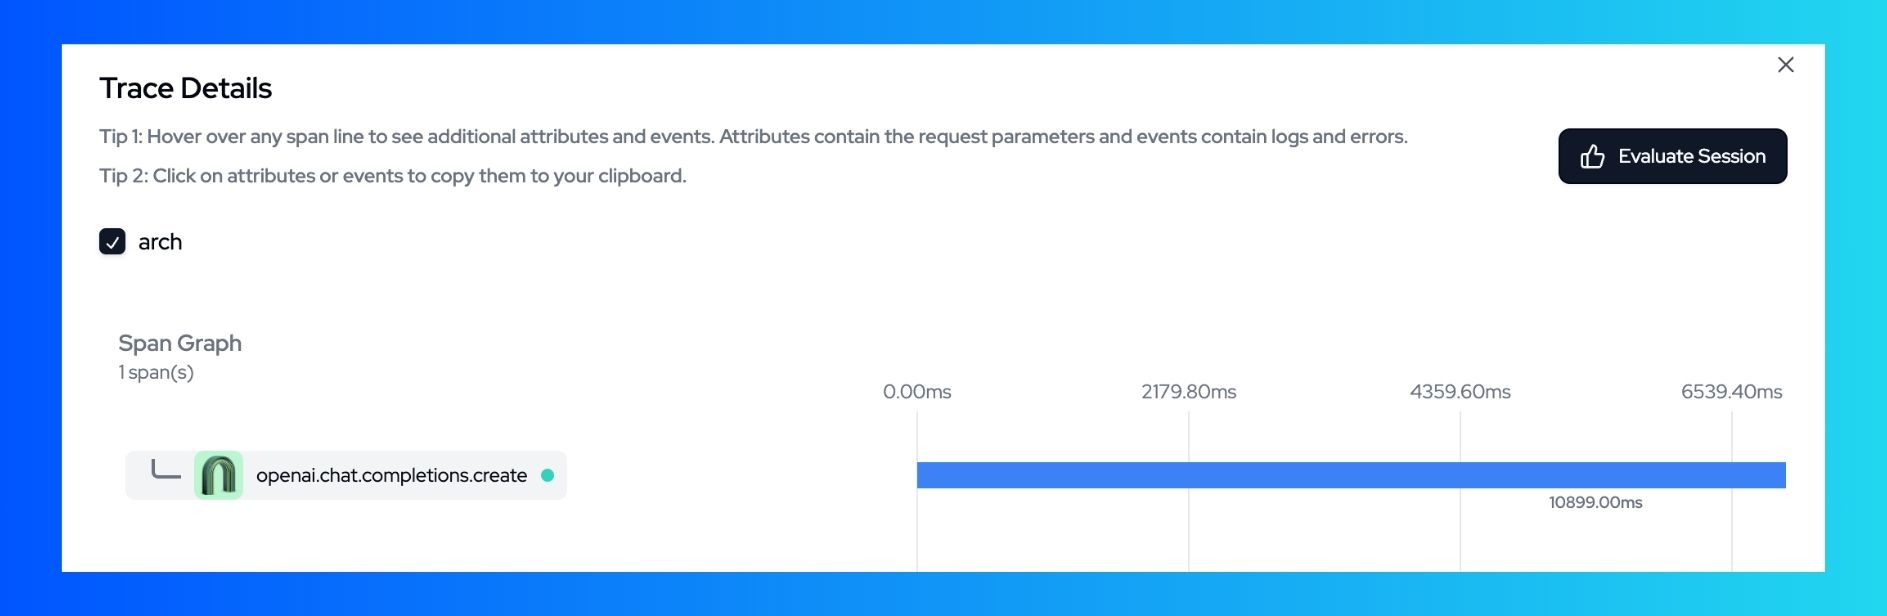 Trace Details
Tip 1: Hover over any span line to see additional attributes and events. Attributes contain the request parameters and events contain logs and errors.
Tip 2: Click on attributes or events to copy them to your clipboard.
Evaluate Session
arch
Span Graph
1 span(s)
0.00ms 2179.80ms 4359.60ms 6539.40ms
openai.chat.completions.create
10899.00ms